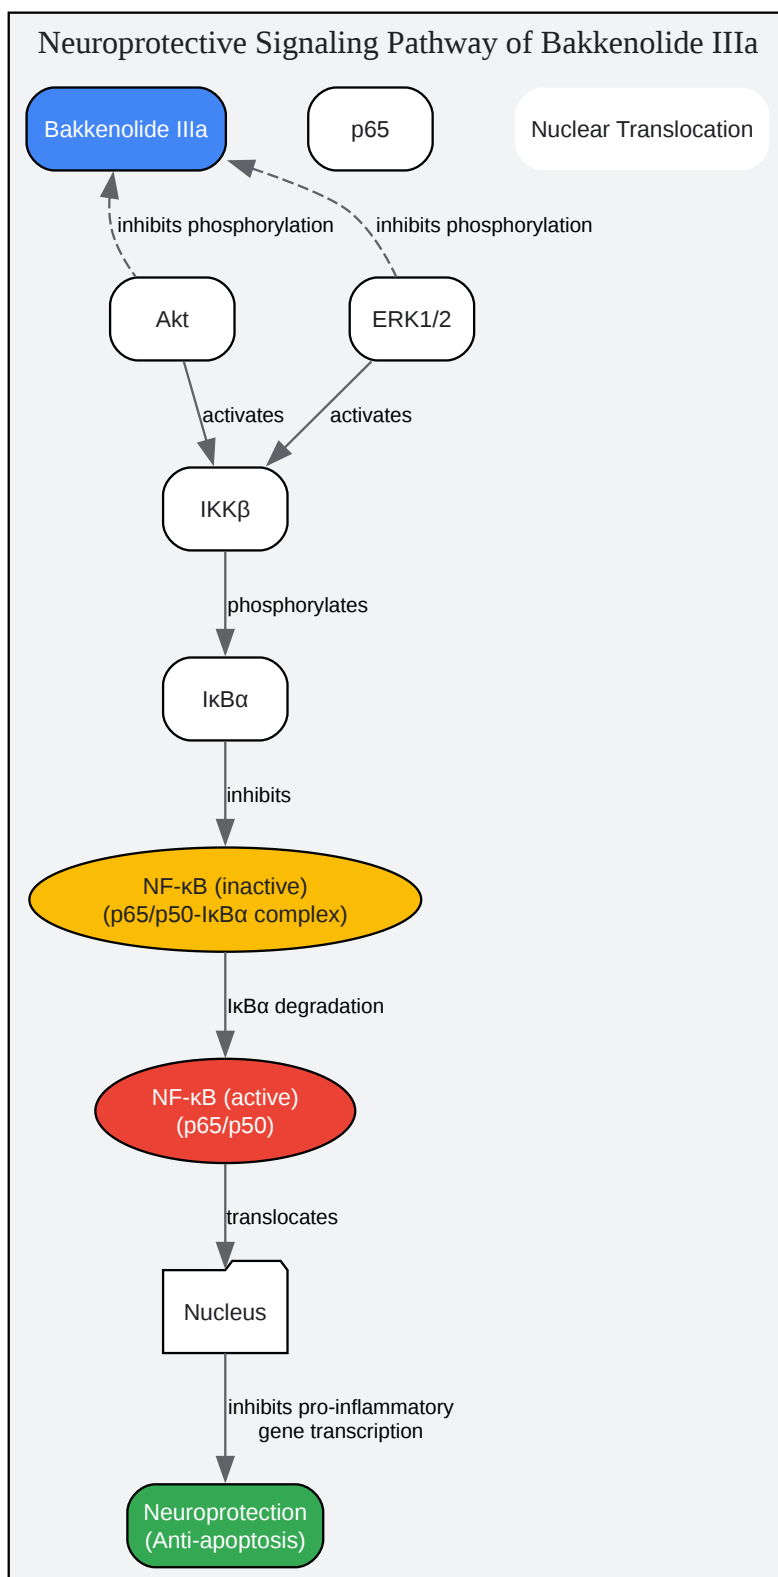 Neuroprotective Signaling Pathway of Bakkenolide IIIa
Bakkenolide IIIa
p65
Nuclear Translocation
inhibits phosphorylation
inhibits phosphorylation
Akt
ERK1/2
activates
activates
IKKβ
phosphorylates
IκBα
inhibits
NF-κB (inactive)
(p65/p50-IκBα complex)
IκBα degradation
NF-κB (active)
(p65/p50)
translocates
Nucleus
inhibits pro-inflammatory
gene transcription
Neuroprotection
(Anti-apoptosis)